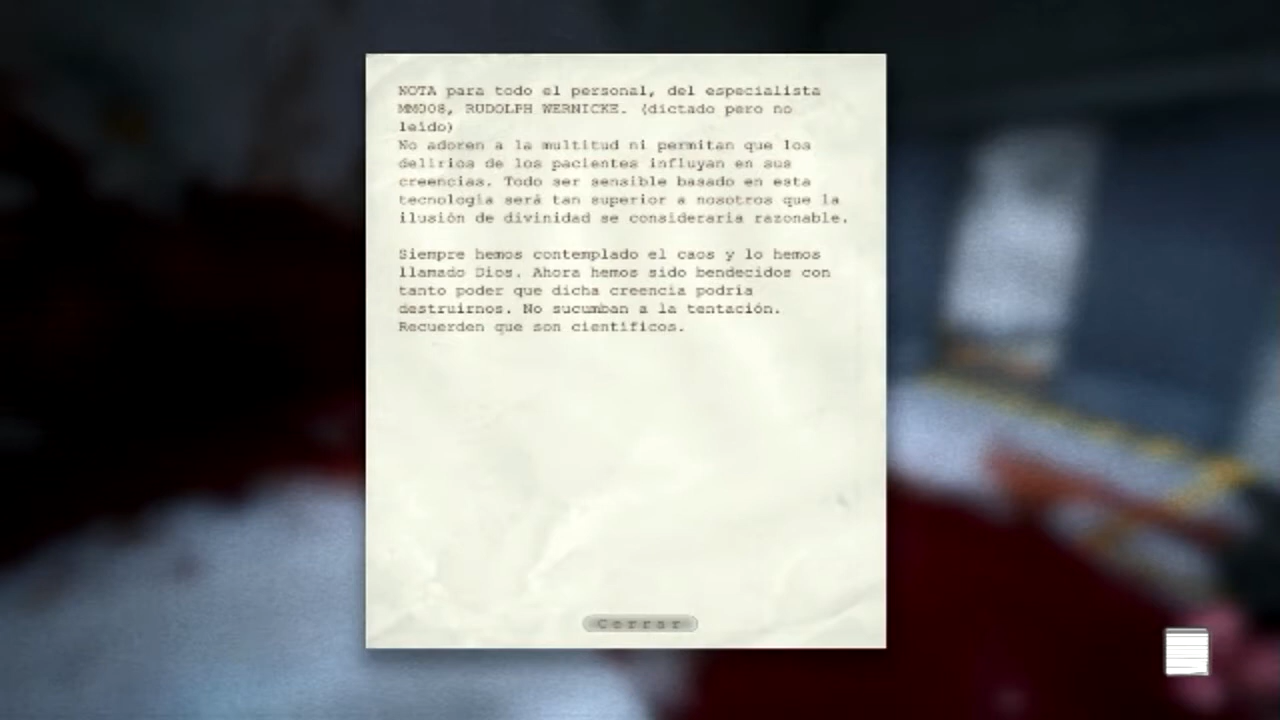 NOTA para todo el personal, del especialista
MM008, RUDOLPH WERNICKE. (dictado pero no
leído)
No adoren a la multitud ni permitan que los
delirios de los pacientes influyan en sus
creencias. Todo ser sensible basado en esta
tecnología será tan superior a nosotros que la
ilusión de divinidad se consideraría razonable.
Siempre hemos contemplado el caos y lo hemos
llamado Dios. Ahora hemos sido bendecidos con
tanto poder que dicha creencia podría
destruirnos. No sucumban a la tentación.
Recuerden que son científicos.
Cerrar